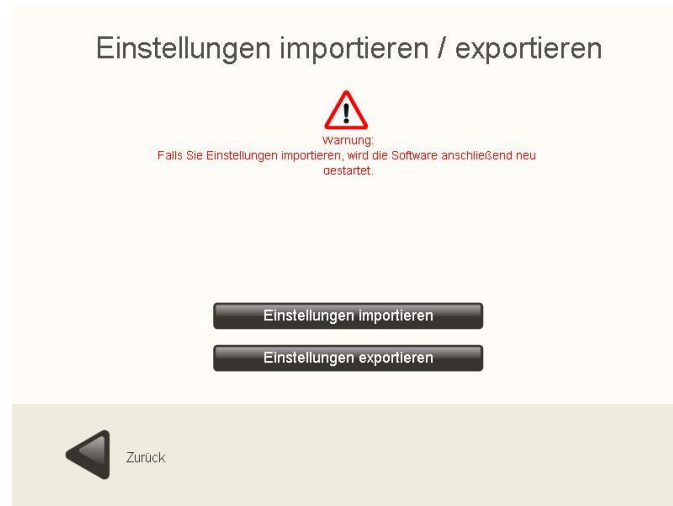 Einstellungen importieren / exportieren
Warnung:
Falls Sie Einstellungen importieren, wird die Software anschließend neu
gestartet.
Einstellungen importieren
Einstellungen exportieren
Zurück